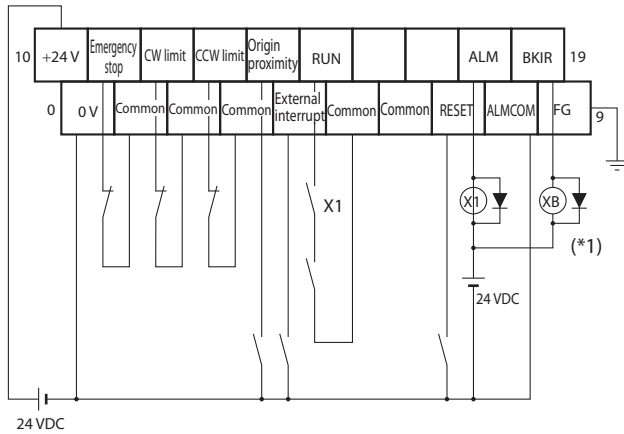 10
+24 V
Emergency
stop
CW limit
CCW limit
Origin
proximity
RUN
ALM
BKIR
19
0
0 V
Common
Common
Common
External
interrupt
Common
Common
RESET
ALMCOM
FG
9
X1
X1
XB
(*1)
24 VDC
24 VDC